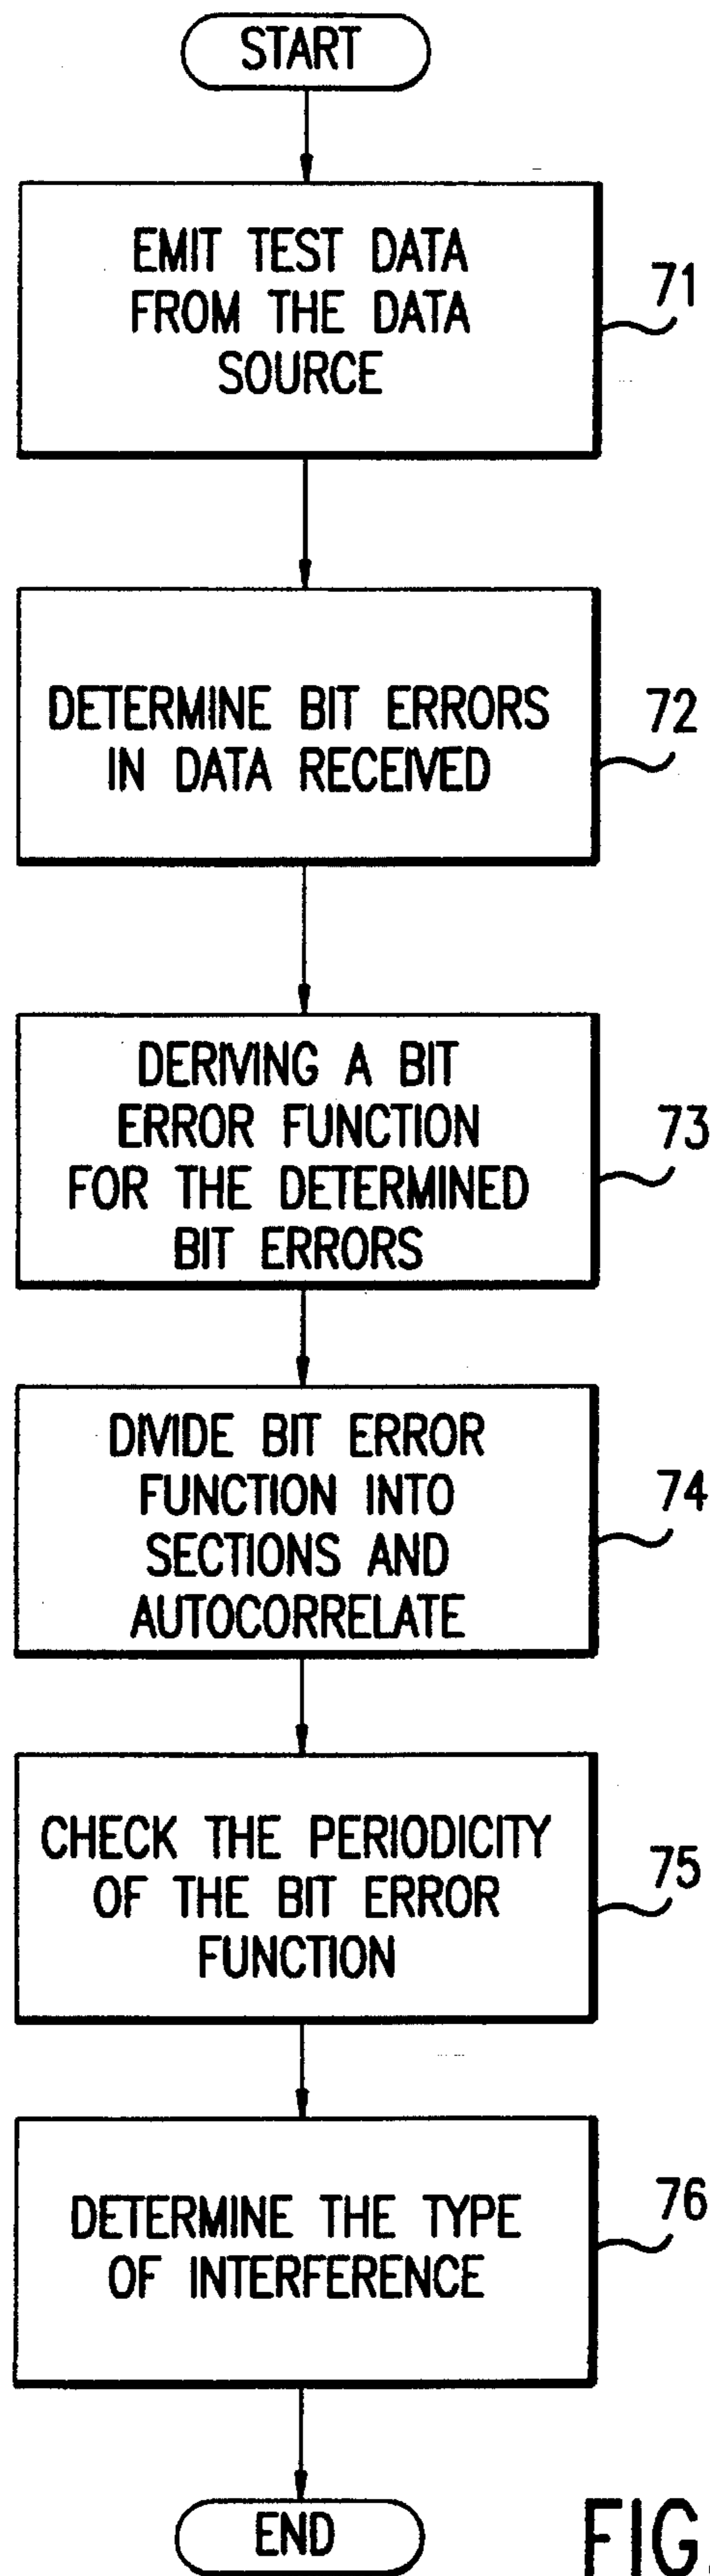 START
EMIT TEST DATA
FROM THE DATA
SOURCE
71
DETERMINE BIT ERRORS
IN DATA RECEIVED
72
DERIVING A BIT
ERROR FUNCTION
FOR THE DETERMINED
BIT ERRORS
73
DIVIDE BIT ERROR
FUNCTION INTO
SECTIONS AND
AUTOCORRELATE
74
CHECK THE PERIODICITY
OF THE BIT ERROR
FUNCTION
75
DETERMINE THE TYPE
OF INTERFERENCE
76
END
FIG.